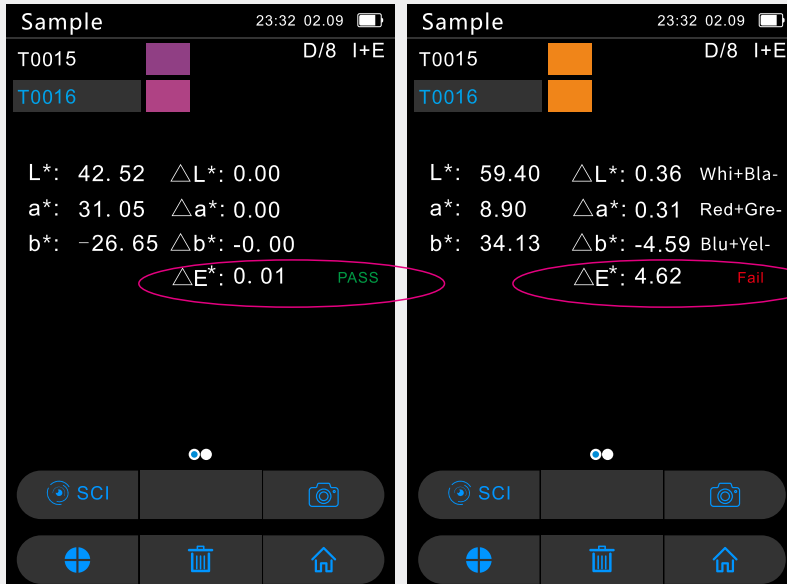 Sample 23:32 02.09
D/8 I+E
T0015
T0016
L*: 42. 52 △L*: 0.00
a*: 31. 05 △a*: 0.00
b*: -26. 65 △b*: -0. 00
△E*: 0. 01 PASS
SCI
Sample 23:32 02.09
D/8 I+E
T0015
T0016
L*: 59.40 △L*: 0.36 Whi+Bla-
a*: 8.90 △a*: 0.31 Red+Gre-
b*: 34.13 △b*: -4.59 Blu+Yel-
△E*: 4.62 Fail
SCI